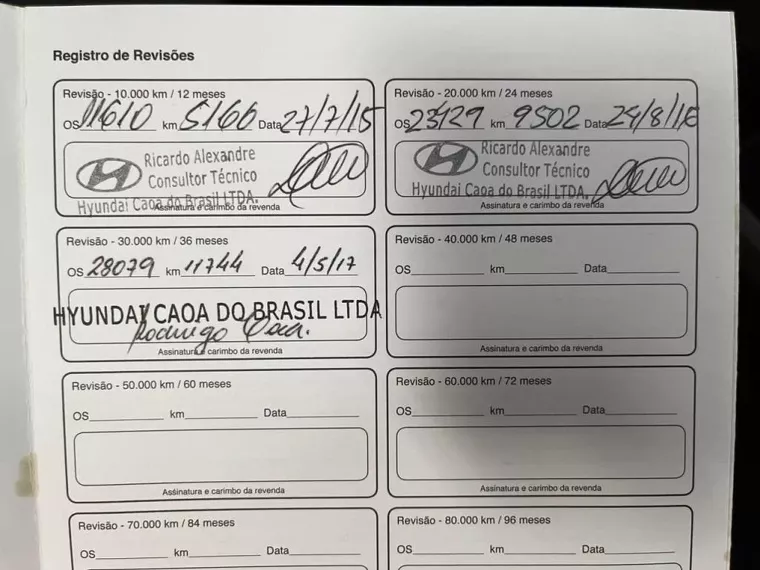 Registro de Revisões
Revisão - 10.000 km / 12 meses
OS 11610 km 5166 Data 27/7/15
Ricardo Alexandre
Consultor Técnico
Hyundai Caoa do Brasil LTDA.
Assinatura e carimbo da revenda
Revisão - 20.000 km / 24 meses
OS 23129 km 9502 Data 24/8/16
Ricardo Alexandre
Consultor Técnico
Hyundai Caoa do Brasil LTDA.
Assinatura e carimbo da revenda
Revisão - 30.000 km / 36 meses
OS 28079 km 11744 Data 4/5/17
HYUNDAI CAOA DO BRASIL LTDA
Rodrigo
Assinatura e carimbo da revenda
Revisão - 40.000 km / 48 meses
OS km Data
Assinatura e carimbo da revenda
Revisão - 50.000 km / 60 meses
OS km Data
Assinatura e carimbo da revenda
Revisão - 60.000 km / 72 meses
OS km Data
Assinatura e carimbo da revenda
Revisão - 70.000 km / 84 meses
OS km Data
Revisão - 80.000 km / 96 meses
OS km Data